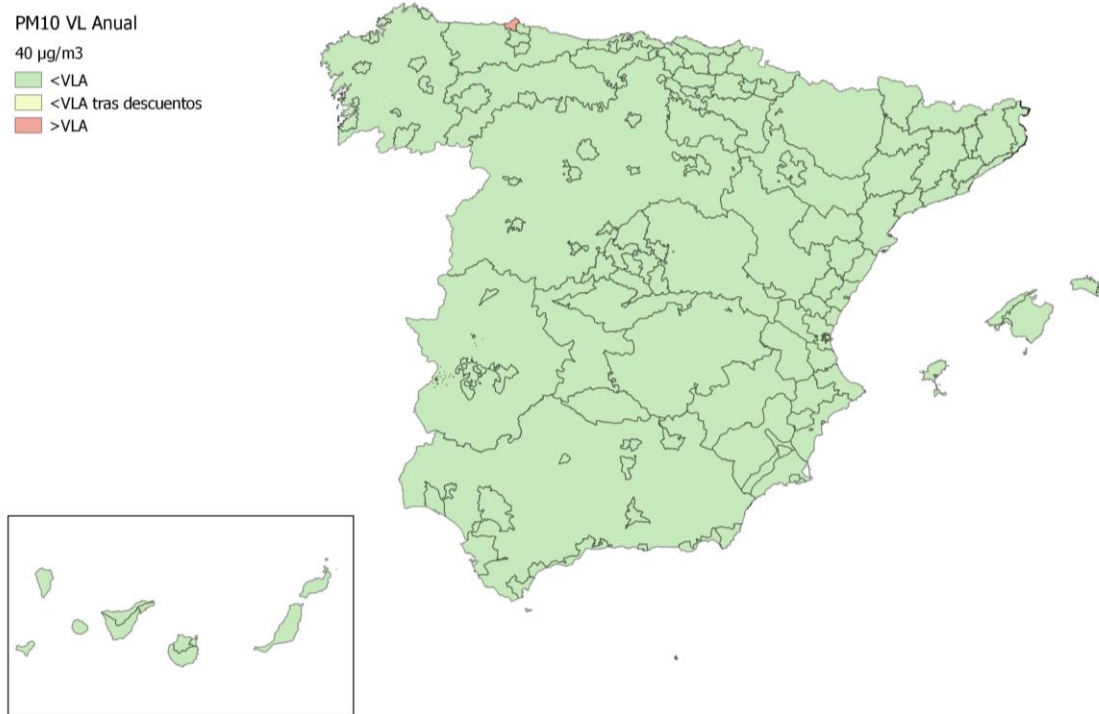 PM10 VL Anual
40 µg/m3
<VLA
<VLA tras descuentos
>VLA